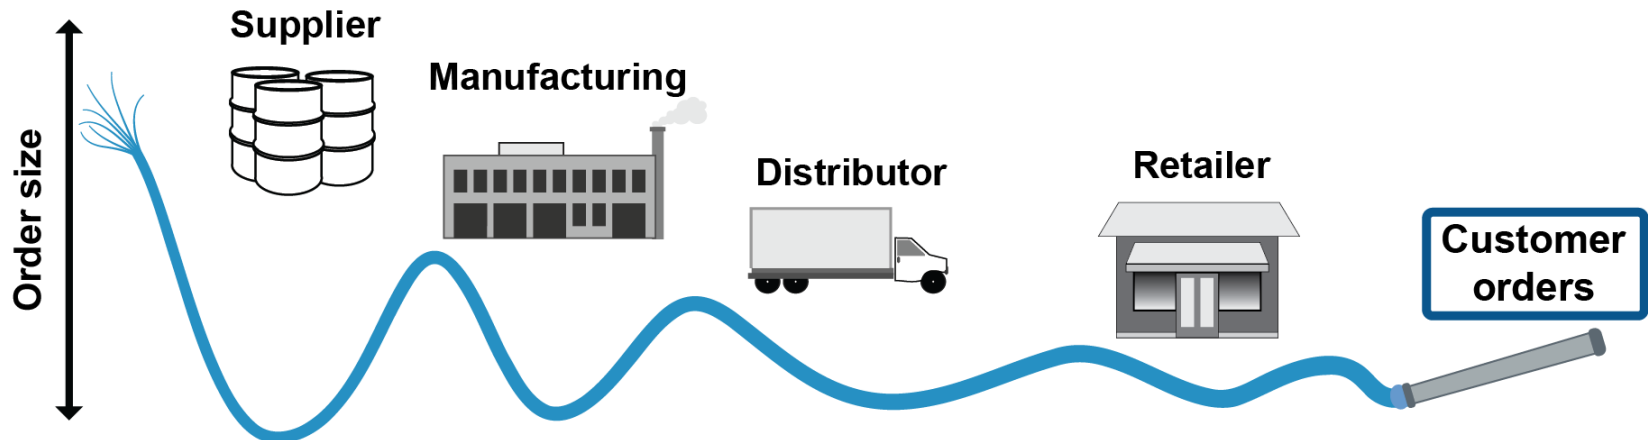 Order size
Supplier
Manufacturing
Distributor
Retailer
Customer
orders